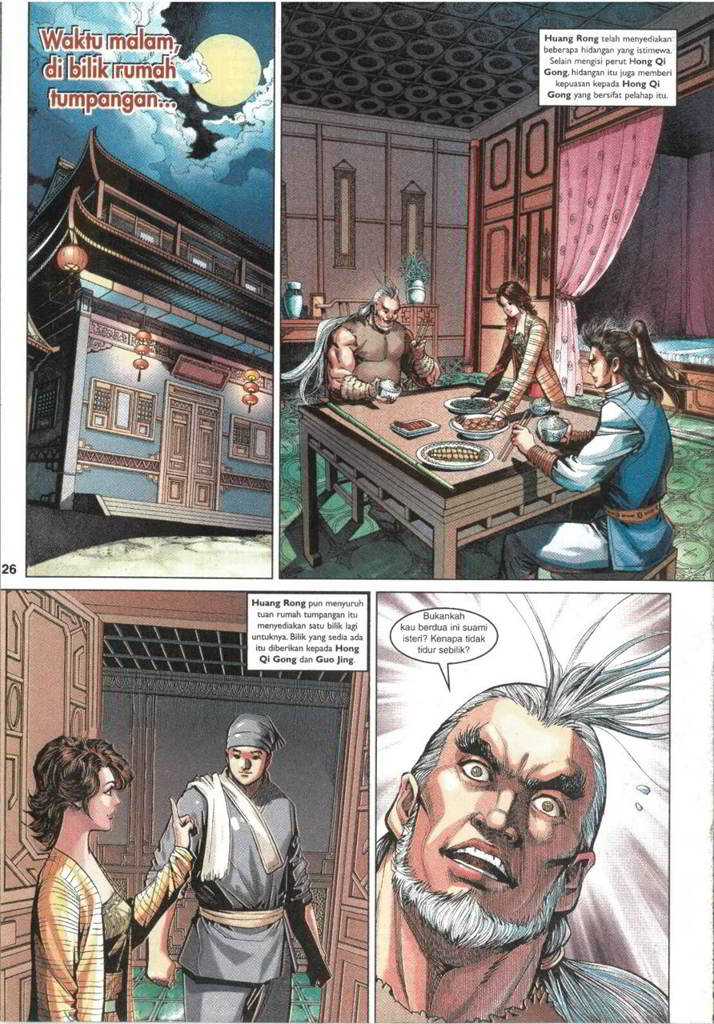 Waktu malam,
di bilik rumah
tumpangan...
Huang Rong telah menyediakan
beberapa hidangan yang istimewa.
Selain mengisi perut Hong Qi
Gong, hidangan itu juga memberi
kepuasan kepada Hong Qi
Gong yang bersifat pelahap itu.
26
Huang Rong pun menyuruh
tuan rumah tumpangan itu
menyediakan satu bilik lagi
untuknya. Bilik yang sedia ada
itu diberikan kepada Hong
Qi Gong dan Guo Jing.
Bukankah
kau berdua ini suami
isteri? Kenapa tidak
tidur sebilik?